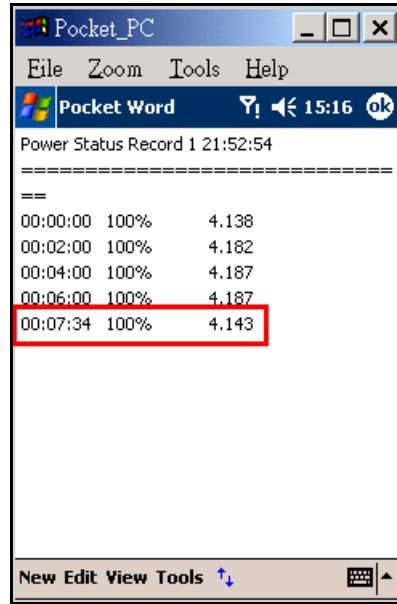 Pocket_PC
File Zoom Tools Help
Pocket Word 15:16 ok
Power Status Record 1 21:52:54
==============================
==
00:00:00 100% 4.138
00:02:00 100% 4.182
00:04:00 100% 4.187
00:06:00 100% 4.187
00:07:34 100% 4.143
New Edit View Tools